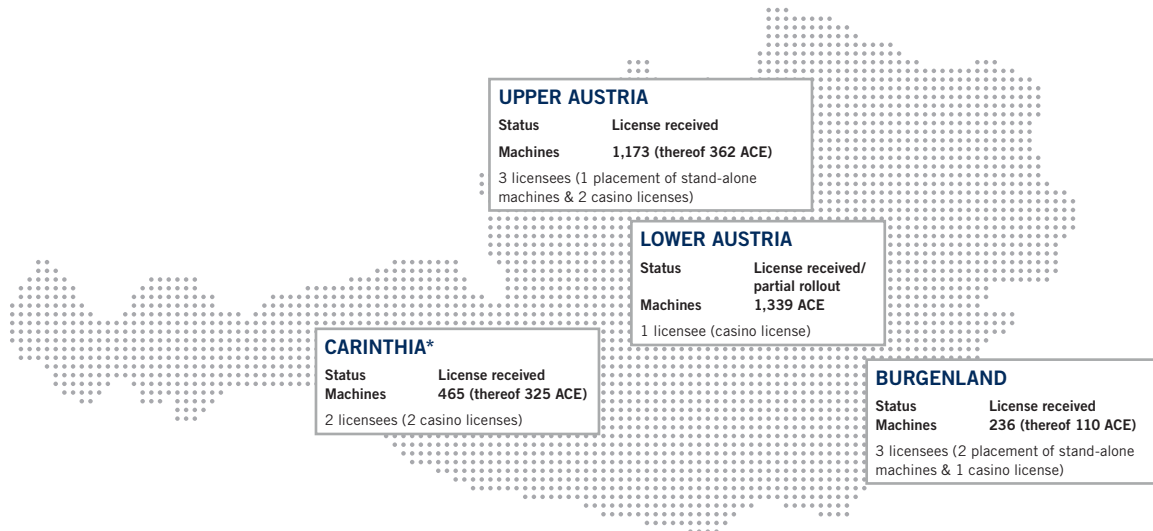 UPPER AUSTRIA
Status License received
Machines 1,173 (thereof 362 ACE)
3 licensees (1 placement of stand-alone
machines & 2 casino licenses)
LOWER AUSTRIA
Status License received/
partial rollout
Machines 1,339 ACE
1 licensee (casino license)
CARINTHIA*
Status License received
Machines 465 (thereof 325 ACE)
2 licensees (2 casino licenses)
BURGENLAND
Status License received
Machines 236 (thereof 110 ACE)
3 licensees (2 placement of stand-alone
machines & 1 casino license)